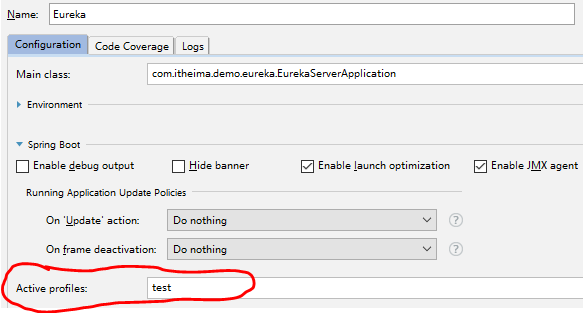 Name: Eureka
Configuration Code Coverage Logs
Main class: com.itheima.demo.eureka.EurekaServerApplication
Environment
Spring Boot
Enable debug output Hide banner Enable launch optimization Enable JMX agent
Running Application Update Policies
On 'Update' action: Do nothing ?
On frame deactivation: Do nothing ?
Active profiles: test